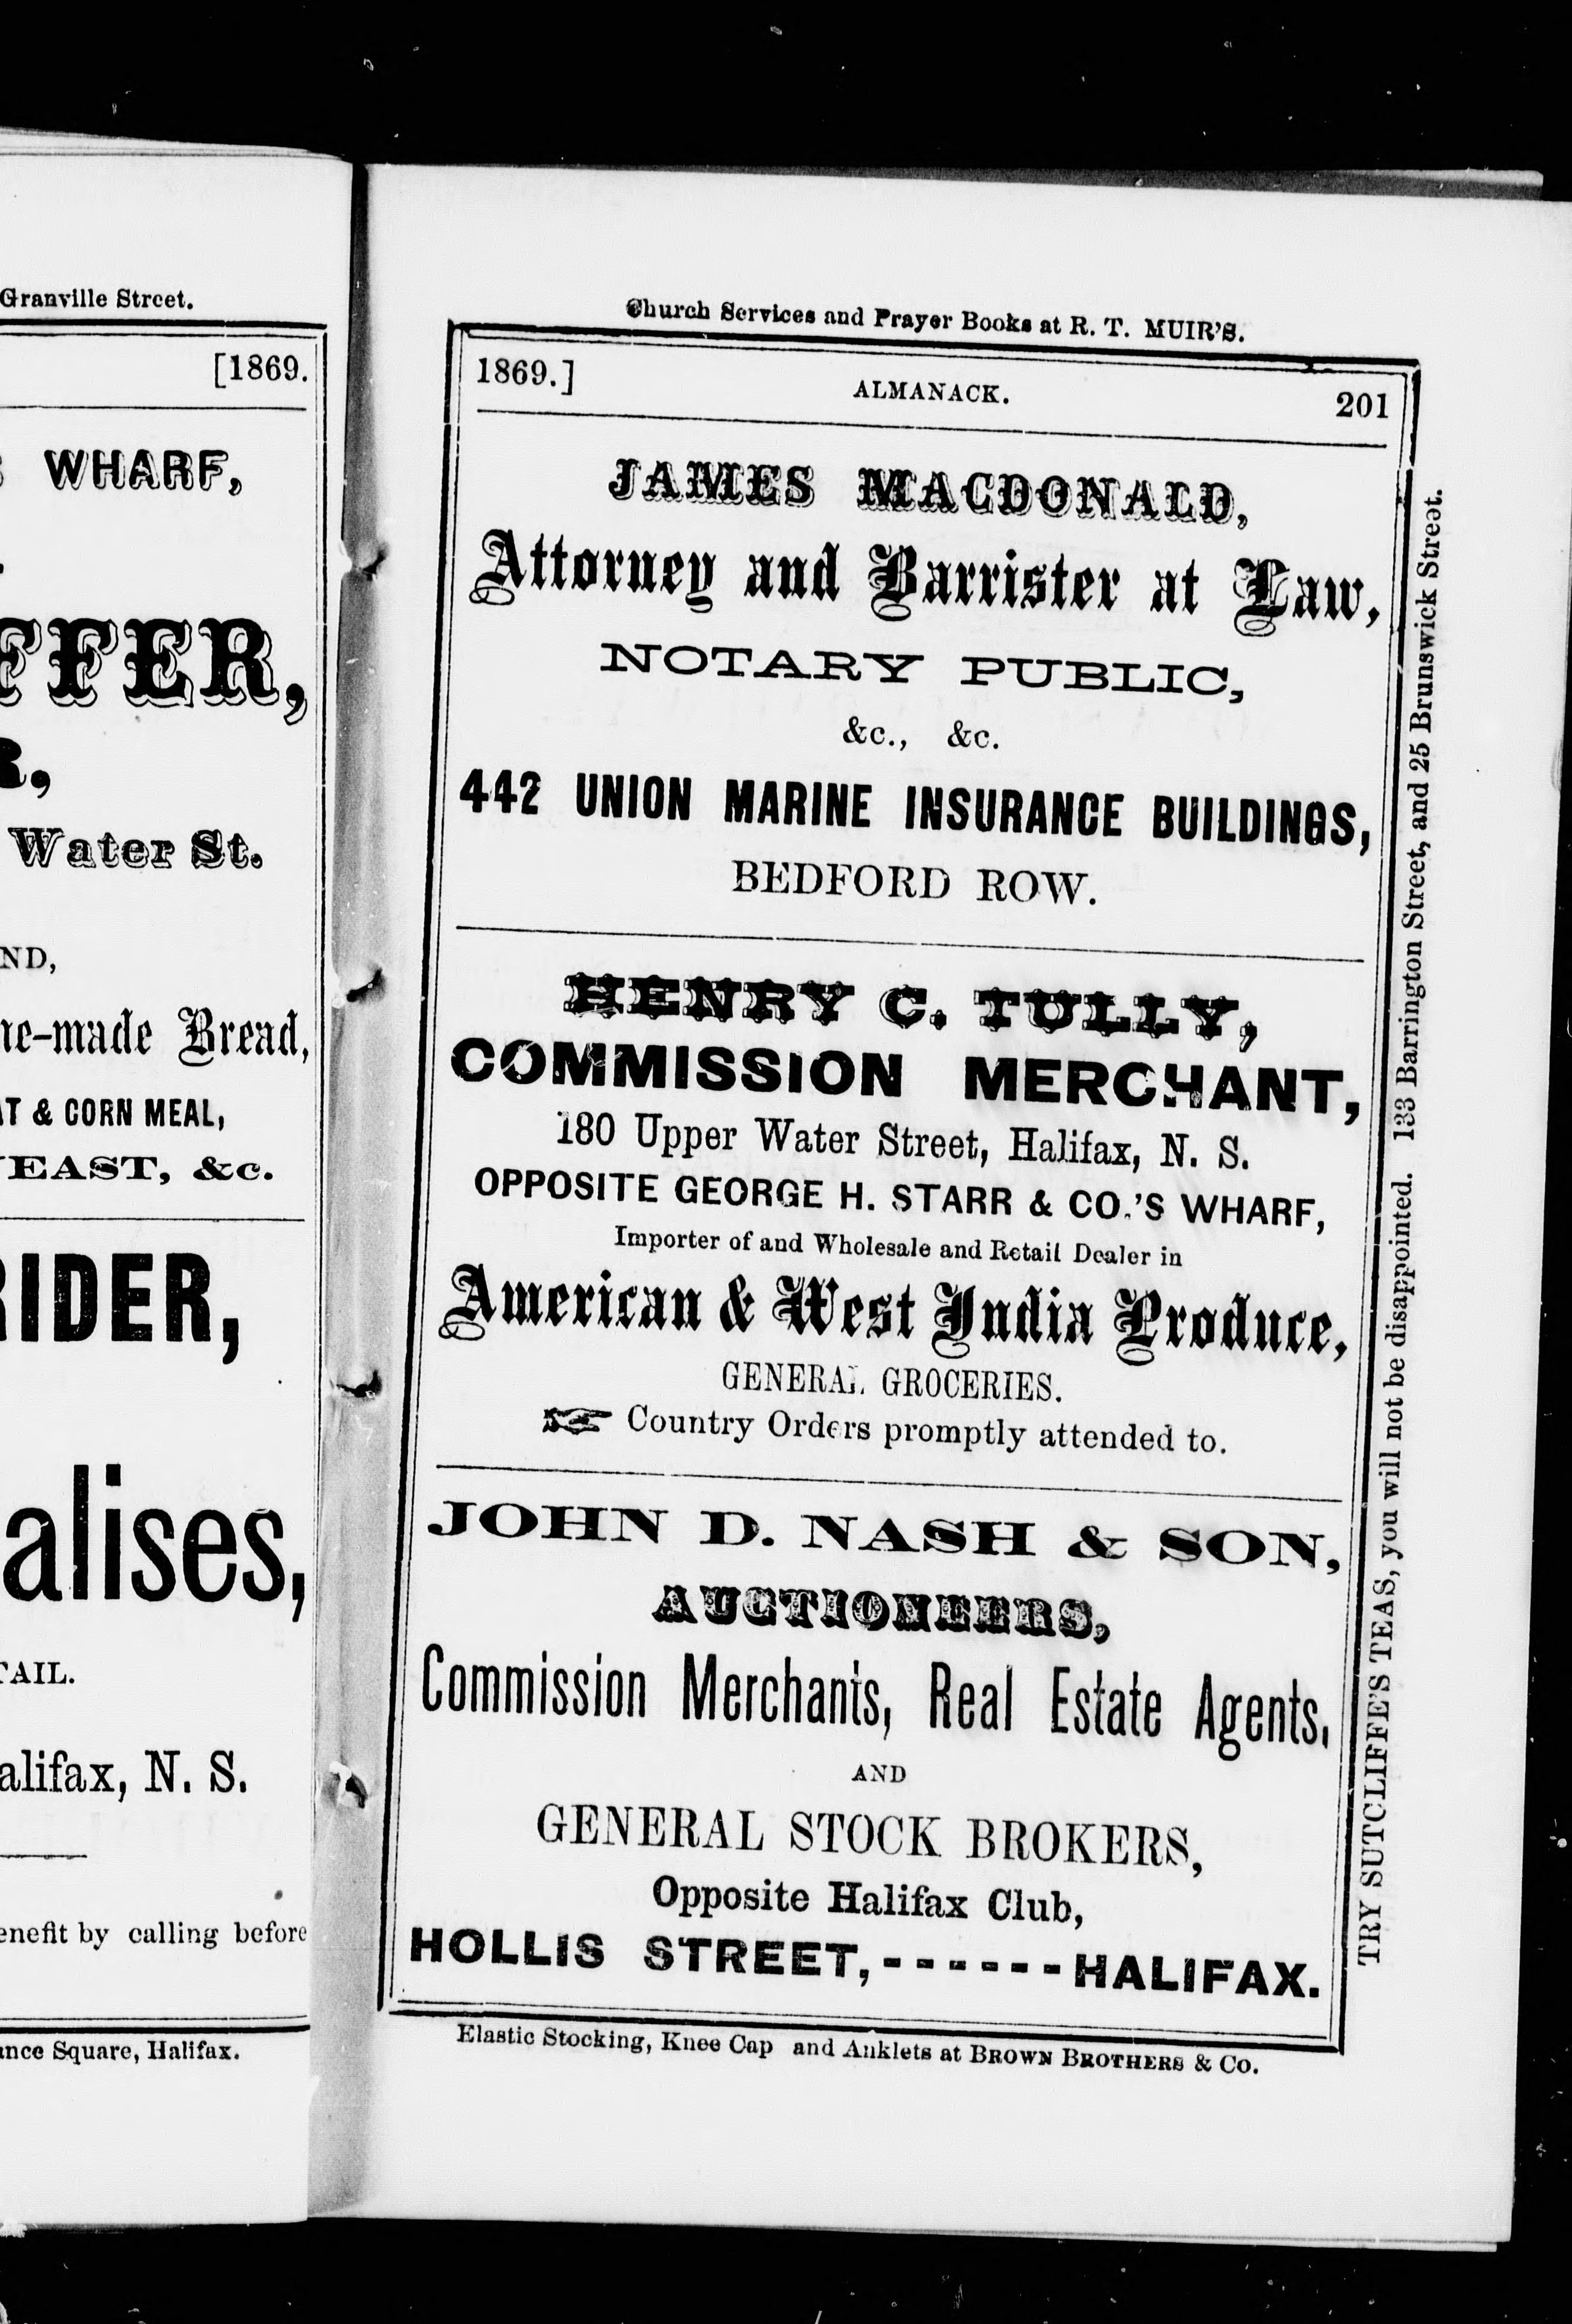 Granville Street.
[1869.
WHARF,
FFER,
R,
Water St.
ND,
ne-made Bread,
AT & CORN MEAL,
YEAST, &c.
RIDER,
alises,
TAIL.
alifax, N. S.
enefit by calling before
ance Square, Halifax.
Church Services and Prayer Books at R. T. MUIR'S.
1869.] ALMANACK. 201
JAMES MACDONALD,
Attorney and Barrister at Law,
NOTARY PUBLIC,
&c., &c.
442 UNION MARINE INSURANCE BUILDINGS,
BEDFORD ROW.
HENRY C. TULLY,
COMMISSION MERCHANT,
180 Upper Water Street, Halifax, N. S.
OPPOSITE GEORGE H. STARR & CO.'S WHARF,
Importer of and Wholesale and Retail Dealer in
American & West India Produce,
GENERAL GROCERIES.
☞ Country Orders promptly attended to.
JOHN D. NASH & SON,
AUCTIONEERS,
Commission Merchants, Real Estate Agents,
AND
GENERAL STOCK BROKERS,
Opposite Halifax Club,
HOLLIS STREET, - - - - - - HALIFAX.
Elastic Stocking, Knee Cap and Anklets at BROWN BROTHERS & CO.
TRY SUTCLIFFE'S TEAS, you will not be disappointed. 133 Barrington Street, and 25 Brunswick Street.